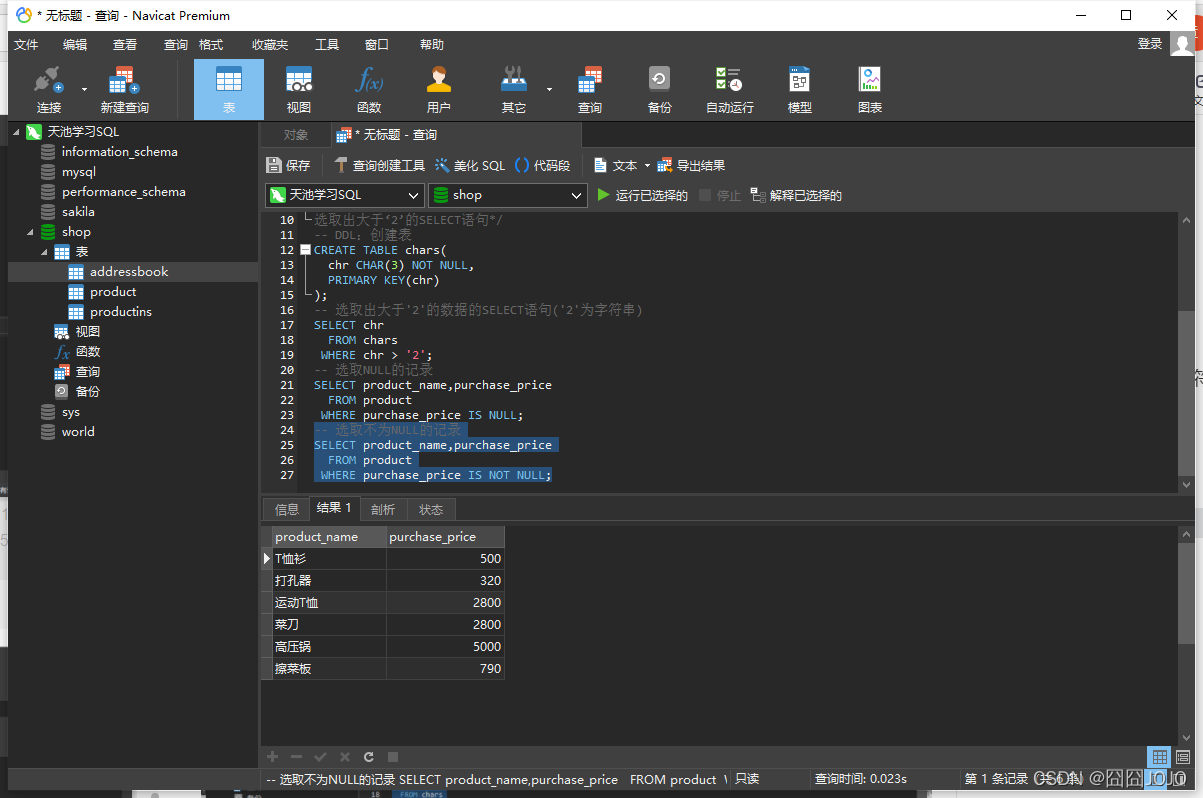 * 无标题 - 查询 - Navicat Premium
文件 编辑 查看 查询 格式 收藏夹 工具 窗口 帮助 登录
连接 新建查询 表 视图 函数 用户 其它 查询 备份 自动运行 模型 图表
天池学习SQL
information_schema
mysql
performance_schema
sakila
shop
表
addressbook
product
productins
视图
函数
查询
备份
sys
world
对象 * 无标题 - 查询
保存 查询创建工具 美化 SQL 代码段 文本 导出结果
天池学习SQL shop 运行已选择的 停止 解释已选择的
10 选取出大于‘2’的SELECT语句*/
11 -- DDL：创建表
12 CREATE TABLE chars(
13 chr CHAR(3) NOT NULL,
14 PRIMARY KEY(chr)
15 );
16 -- 选取出大于'2'的数据的SELECT语句('2'为字符串)
17 SELECT chr
18 FROM chars
19 WHERE chr > '2';
20 -- 选取NULL的记录
21 SELECT product_name,purchase_price
22 FROM product
23 WHERE purchase_price IS NULL;
24 -- 选取不为NULL的记录
25 SELECT product_name,purchase_price
26 FROM product
27 WHERE purchase_price IS NOT NULL;
信息 结果 1 剖析 状态
product_name purchase_price
T恤衫 500
打孔器 320
运动T恤 2800
菜刀 2800
高压锅 5000
擦菜板 790
-- 选取不为NULL的记录 SELECT product_name,purchase_price FROM product 只读 查询时间: 0.023s 第 1 条记录 (共 6 条)
CSDN @囧囧JOJO
18 FROM chars